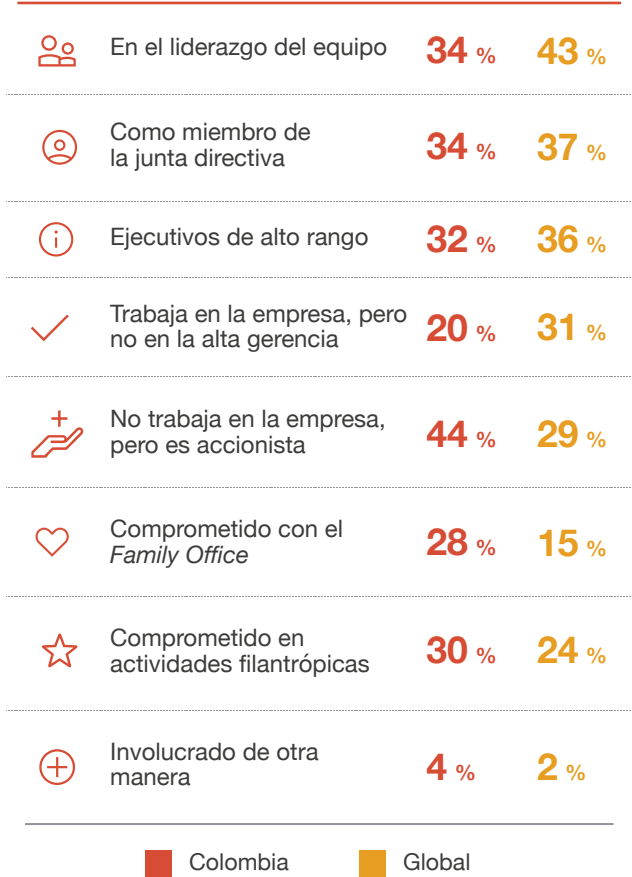 En el liderazgo del equipo 34 % 43 %
Como miembro de
la junta directiva 34 % 37 %
Ejecutivos de alto rango 32 % 36 %
Trabaja en la empresa, pero
no en la alta gerencia 20 % 31 %
No trabaja en la empresa,
pero es accionista 44 % 29 %
Comprometido con el
Family Office 28 % 15 %
Comprometido en
actividades filantrópicas 30 % 24 %
Involucrado de otra
manera 4 % 2 %
Colombia Global